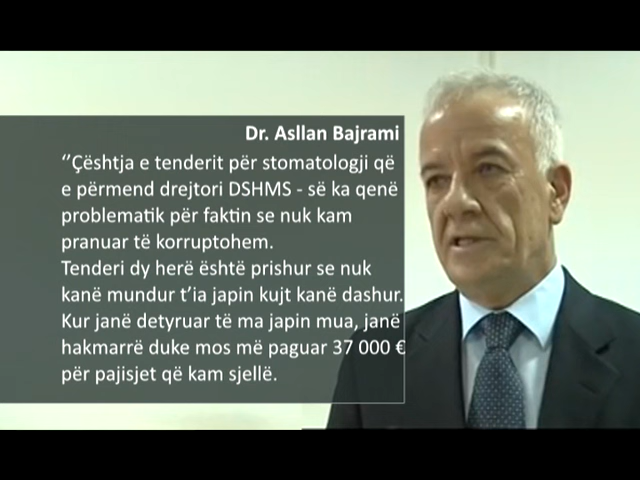 Dr. Asllan Bajrami
‘’Çështja e tenderit për stomatologji që
e përmend drejtori DSHMS - së ka qenë
problematik për faktin se nuk kam
pranuar të korruptohem.
Tenderi dy herë është prishur se nuk
kanë mundur t’ia japin kujt kanë dashur.
Kur janë detyruar të ma japin mua, janë
hakmarrë duke mos më paguar 37 000 €
për pajisjet që kam sjellë.